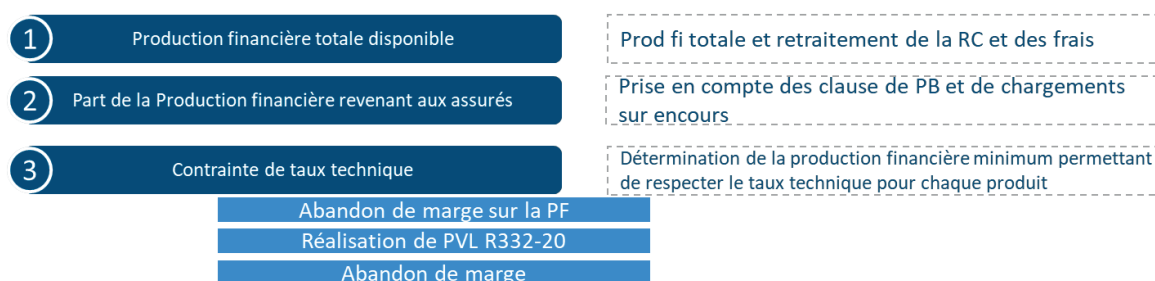 1
Production financière totale disponible
Prod fi totale et retraitement de la RC et des frais
2
Part de la Production financière revenant aux assurés
Prise en compte des clause de PB et de chargements
sur encours
3
Contrainte de taux technique
Détermination de la production financière minimum permettant
de respecter le taux technique pour chaque produit
Abandon de marge sur la PF
Réalisation de PVL R332-20
Abandon de marge